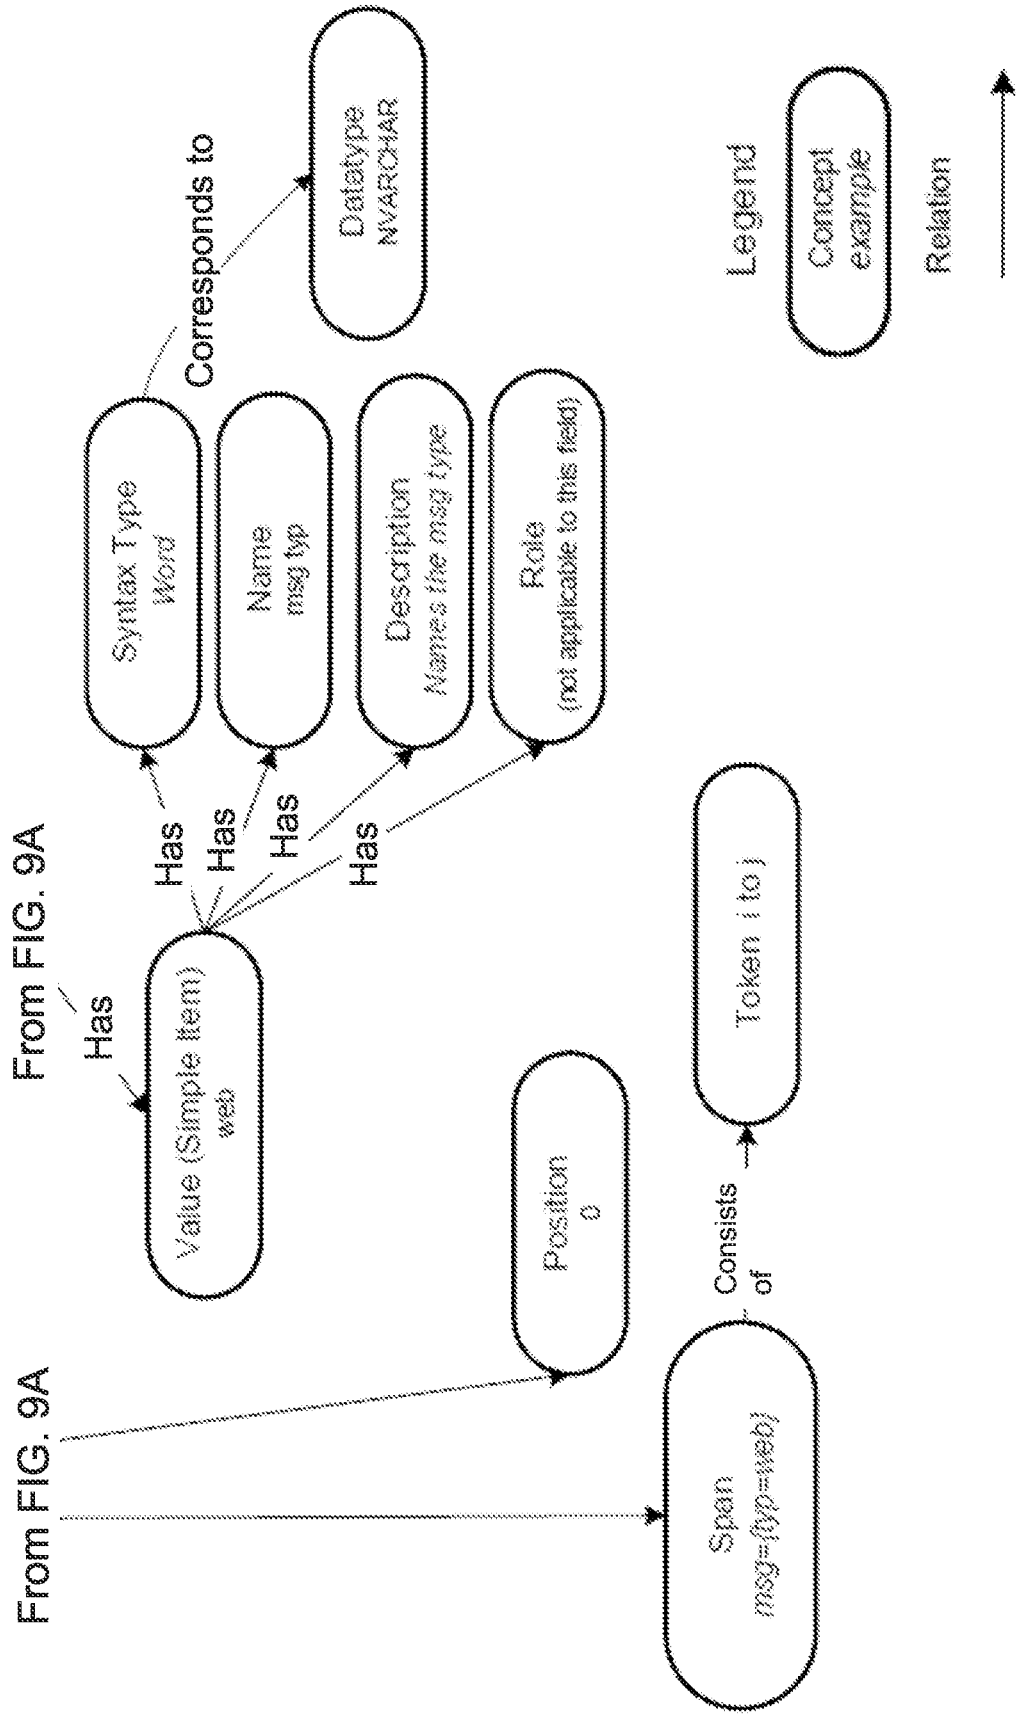 From FIG. 9A
From FIG. 9A
Has
Value (Simple Item)
web
Has
Has
Has
Has
Syntax Type
Word
Name
msg typ
Description
Names the msg type
Role
(not applicable to this field)
Corresponds to
Datatype
NVARCHAR
Position
0
Span
msg={typ=web}
Consists
of
Token i to j
Legend
Concept
example
Relation